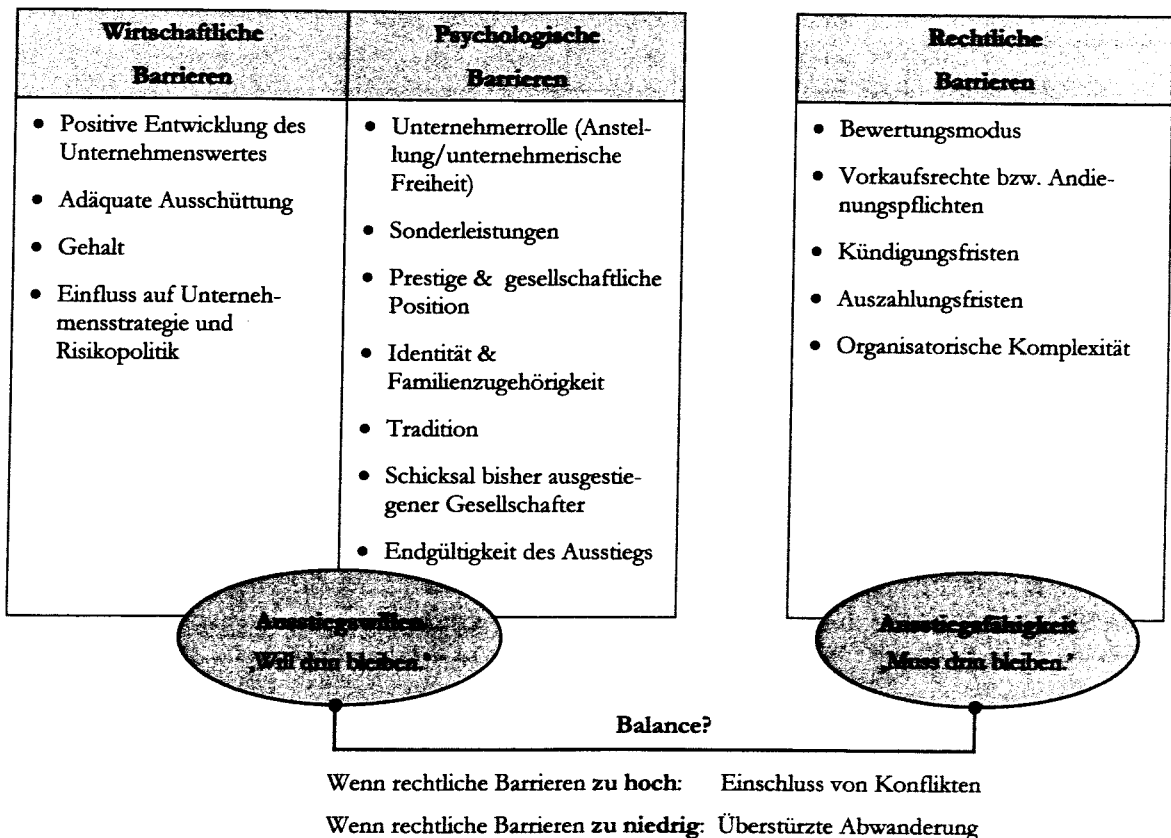 Wirtschaftliche
Barrieren
Positive Entwicklung des
Unternehmenswertes
Adäquate Ausschüttung
Gehalt
Einfluss auf Unterneh-
mensstrategie und
Risikopolitik
Psychologische
Barrieren
Unternehmerrolle (Anstel-
lung/unternehmerische
Freiheit)
Sonderleistungen
Prestige & gesellschaftliche
Position
Identität &
Familienzugehörigkeit
Tradition
Schicksal bisher ausgestie-
gener Gesellschafter
Endgültigkeit des Ausstiegs
Rechtliche
Barrieren
Bewertungsmodus
Vorkaufsrechte bzw. Andie-
nungspflichten
Kündigungsfristen
Auszahlungsfristen
Organisatorische Komplexität
Ausstiegswillen
„Will drin bleiben.“
Ausstiegsfähigkeit
„Muss drin bleiben.“
Balance?
Wenn rechtliche Barrieren zu hoch: Einschluss von Konflikten
Wenn rechtliche Barrieren zu niedrig: Überstürzte Abwanderung